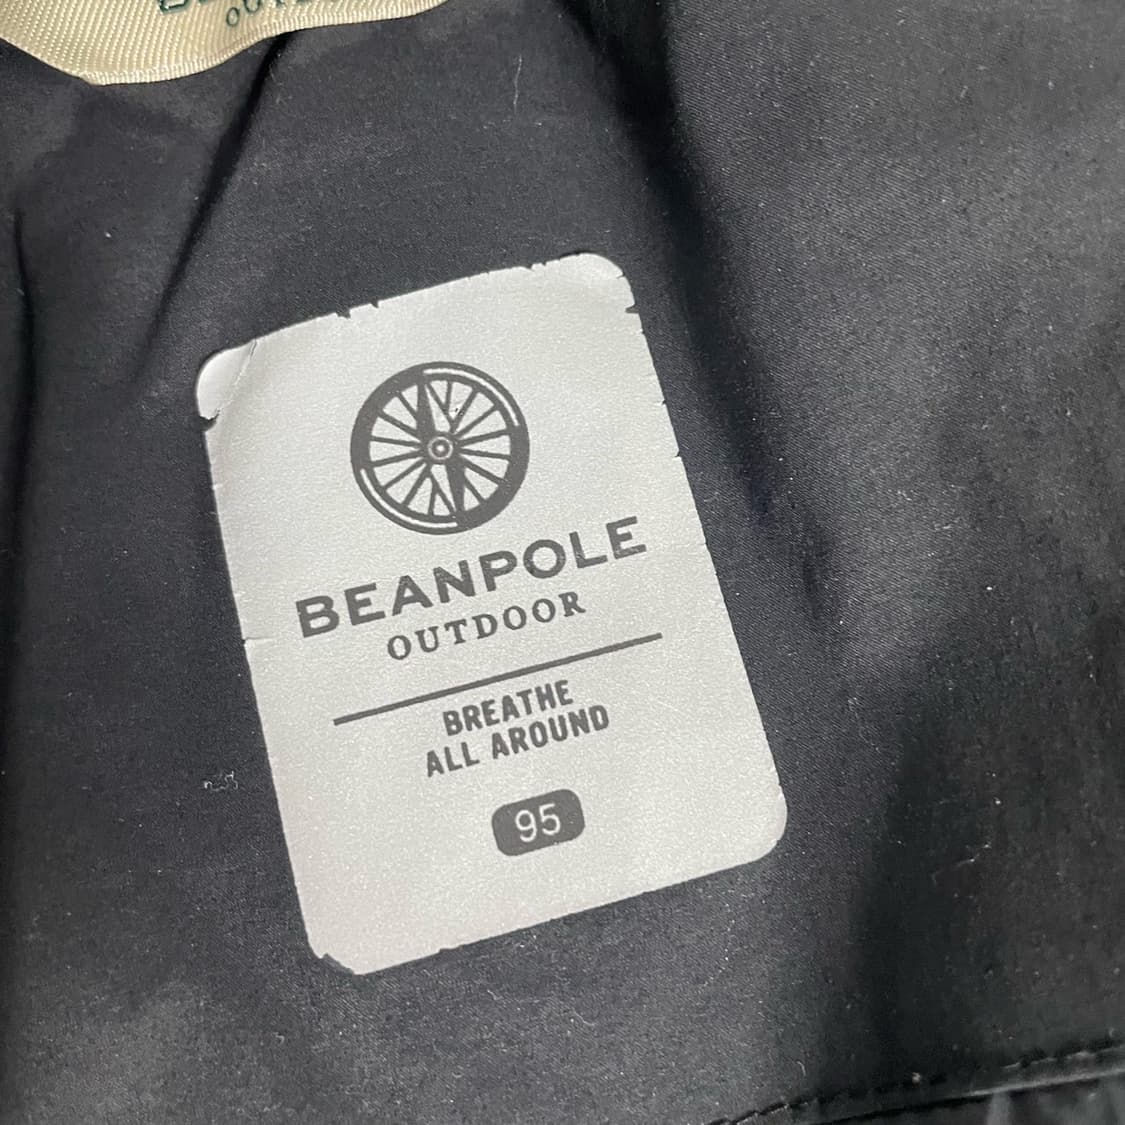 BEANPOLE
OUTDOOR
BREATHE
ALL AROUND
95